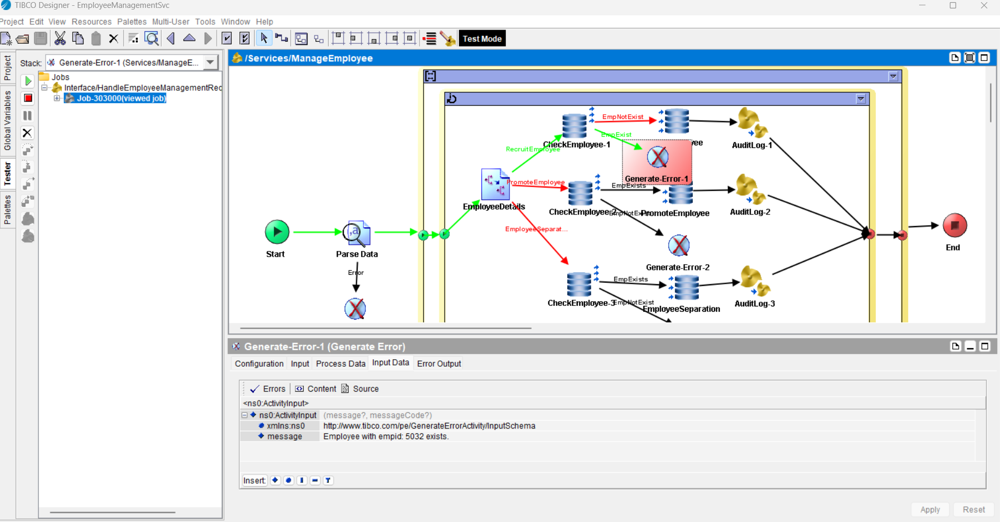 TIBCO Designer - EmployeeManagementSvc
Project Edit View Resources Palettes Multi-User Tools Window Help
Test Mode
Project
Global Variables
Tester
Palettes
Stack: Generate-Error-1 (Services/ManageE...
Jobs
Interface/HandleEmployeeManagementRec
Job-303000(viewed job)
/Services/ManageEmployee
EmpNotExist
EmpExist
CheckEmployee-1
yee
AuditLog-1
RecruitEmployee
Generate-Error-1
PromoteEmployee
EmpExists
EmployeeDetails
CheckEmployee-2
EmpNotExist
PromoteEmployee
AuditLog-2
EmployeeSeparat...
Start
Parse Data
End
Error
Generate-Error-2
EmpExists
CheckEmployee-3
EmpNotExist
EmployeeSeparation
AuditLog-3
Generate-Error-1 (Generate Error)
Configuration Input Process Data Input Data Error Output
Errors Content Source
<ns0:ActivityInput>
ns0:ActivityInput (message?, messageCode?)
xmlns:ns0 http://www.tibco.com/pe/GenerateErrorActivity/InputSchema
message Employee with empid: 5032 exists.
Insert:
Apply Reset